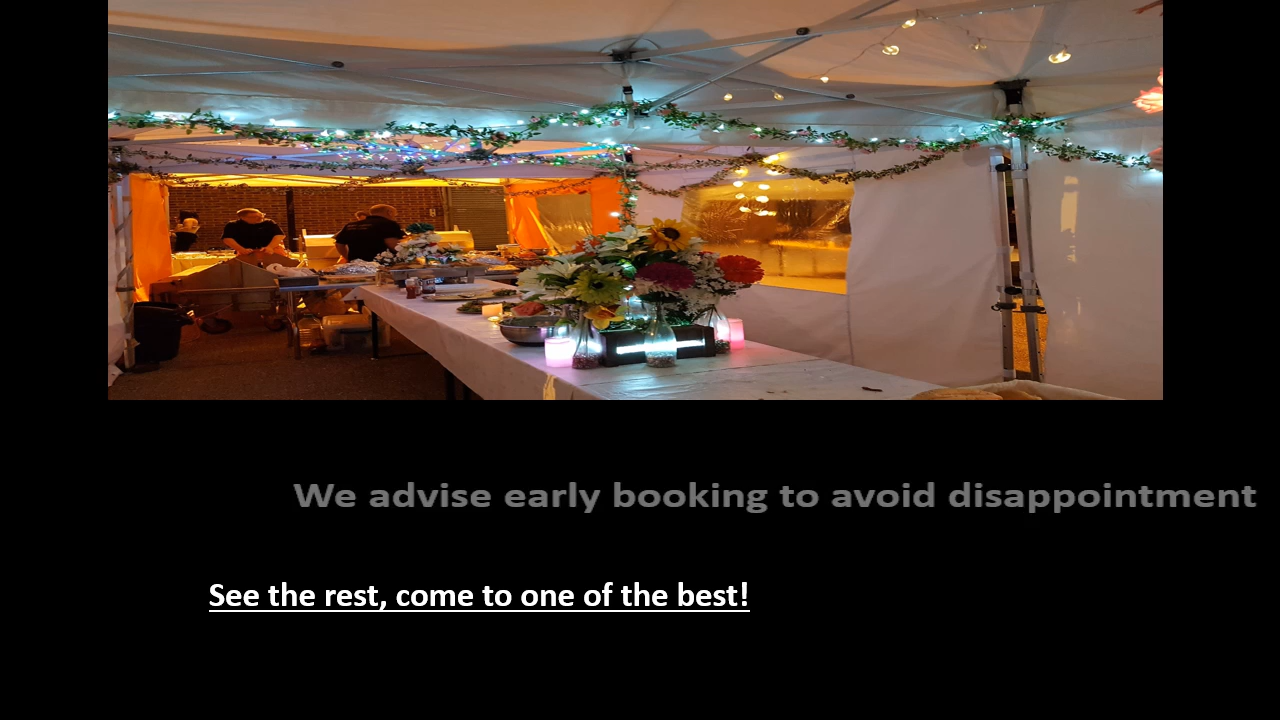 We advise early booking to avoid disappointment
See the rest, come to one of the best!